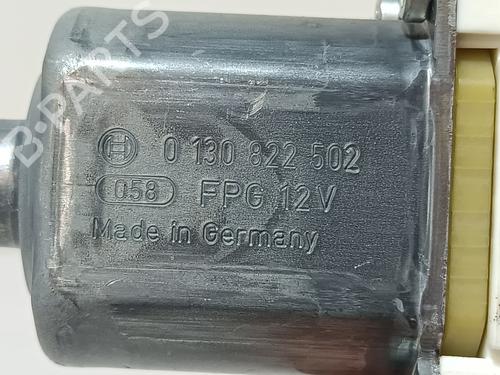 B-PARTS
0 130 822 502
058 FPG 12V
Made in Germany